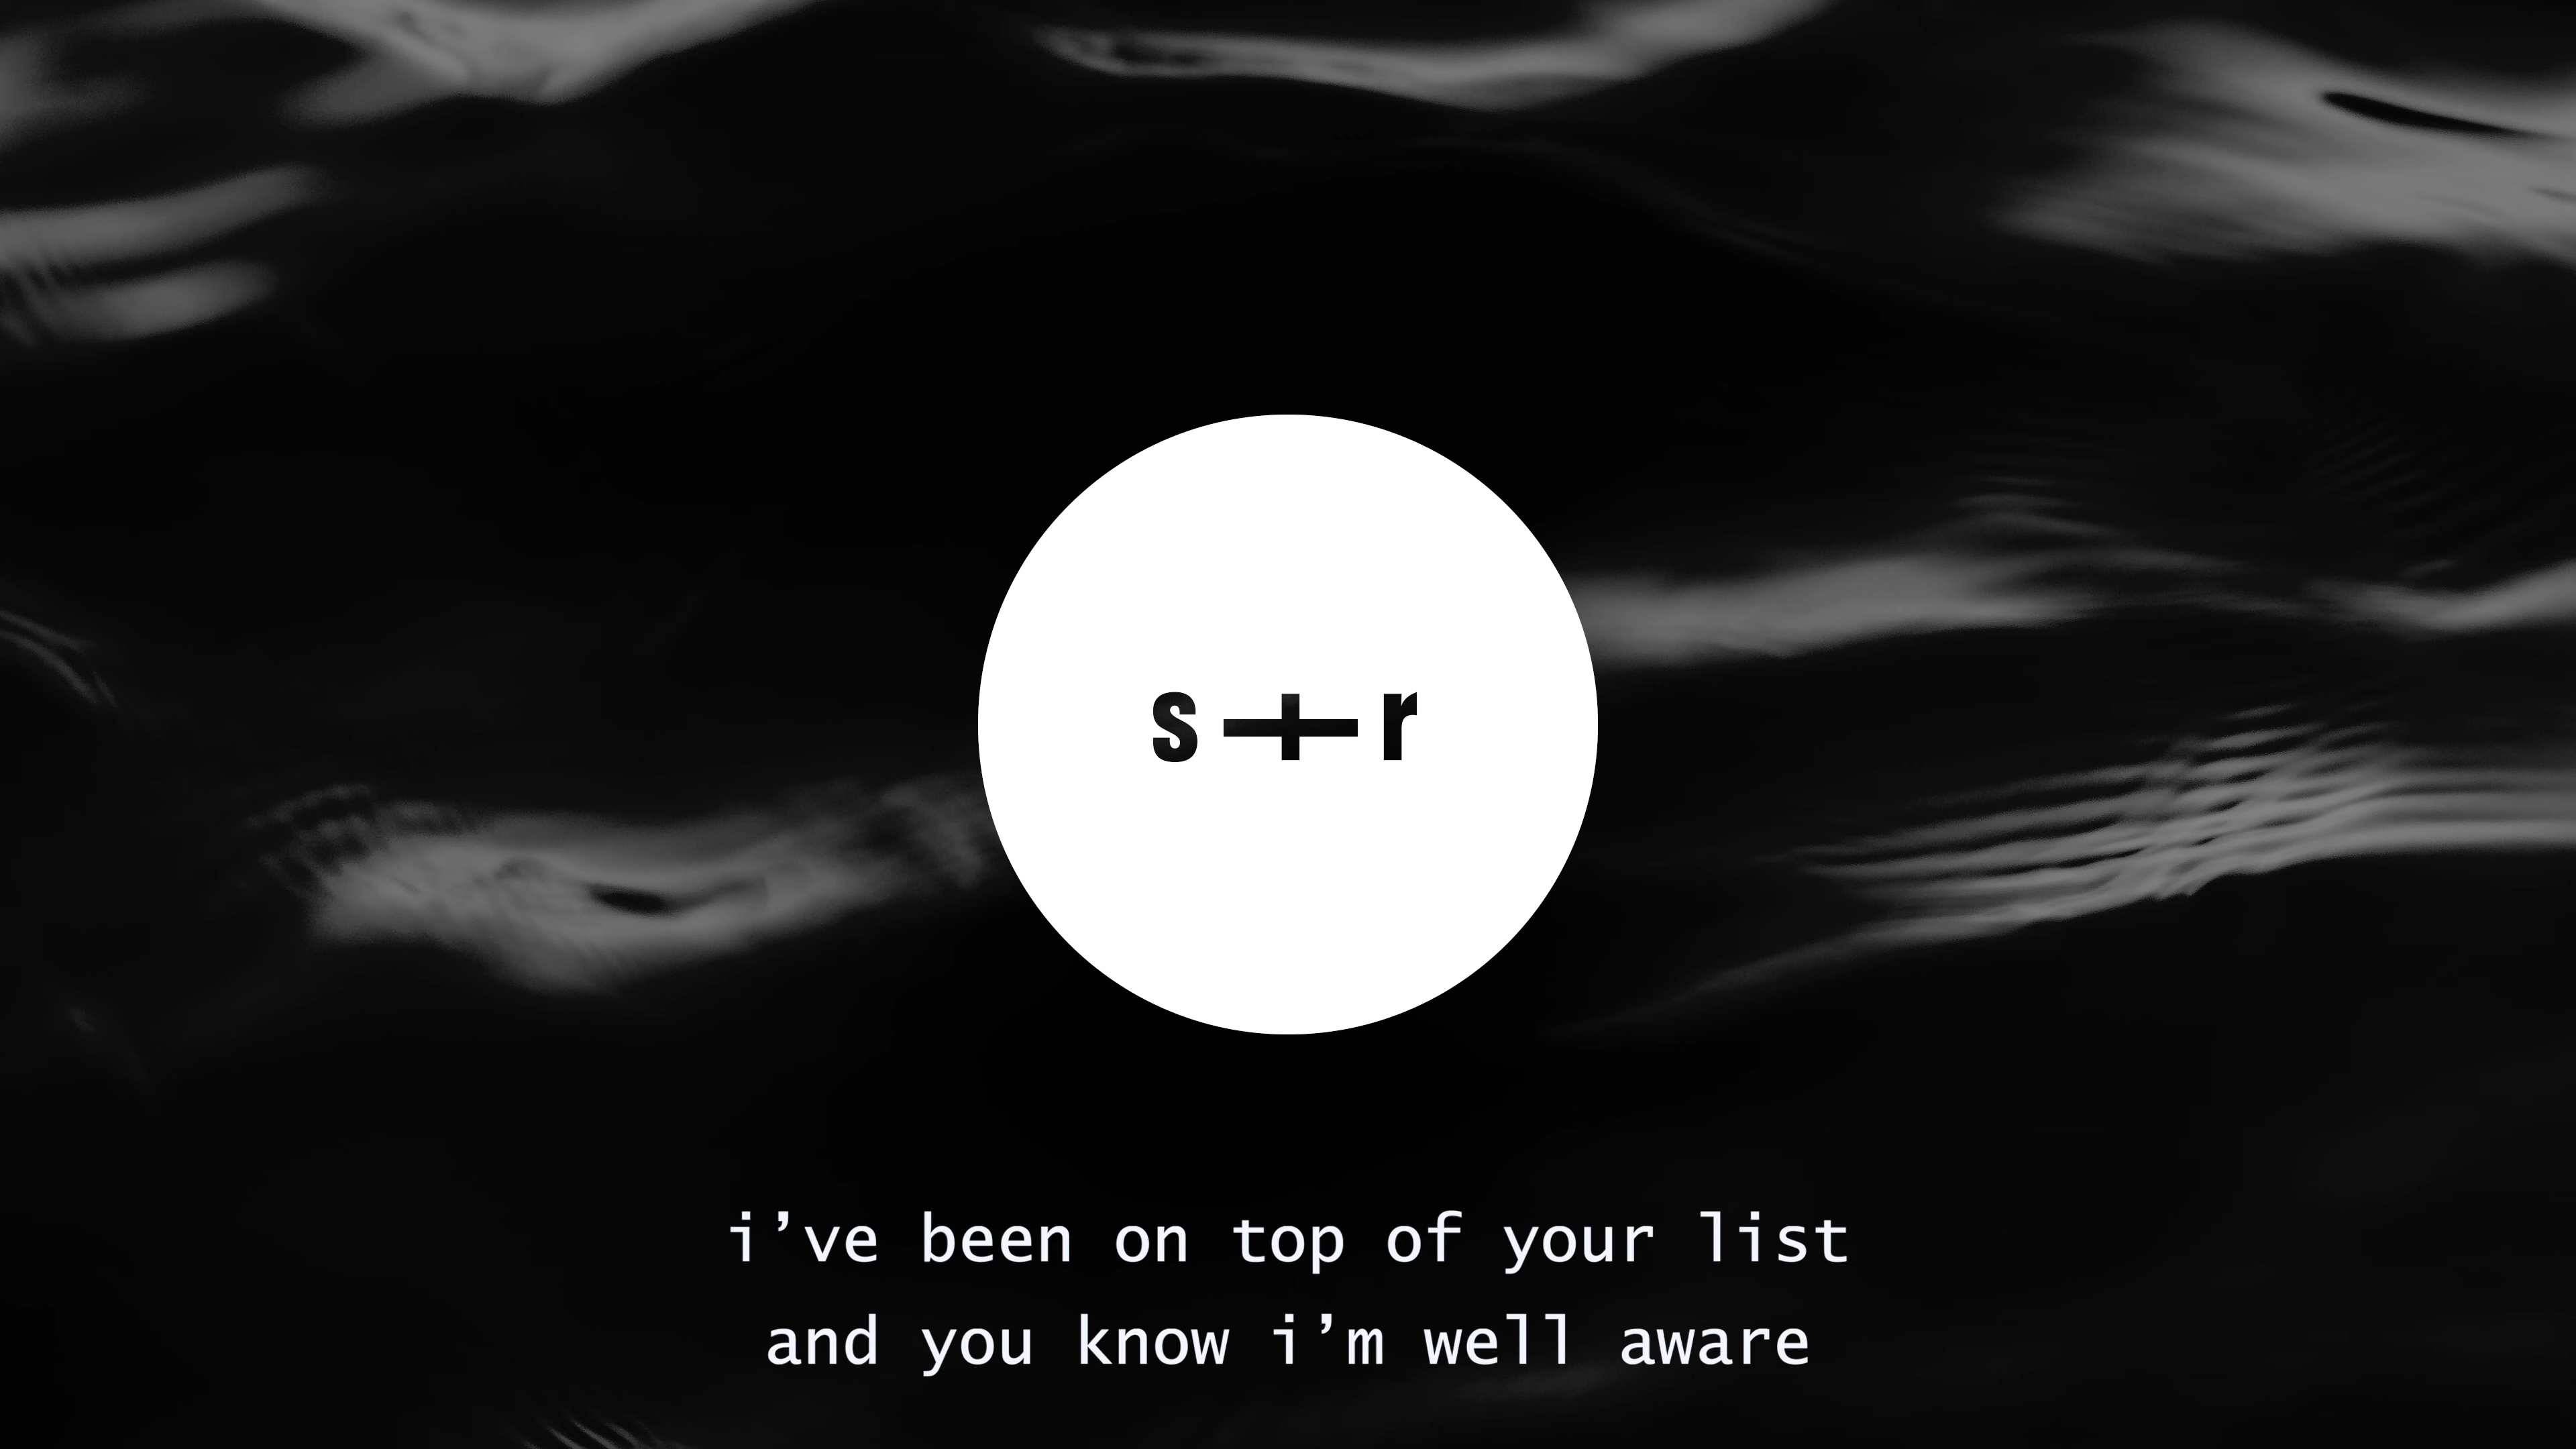 s+r
i’ve been on top of your list
and you know i’m well aware